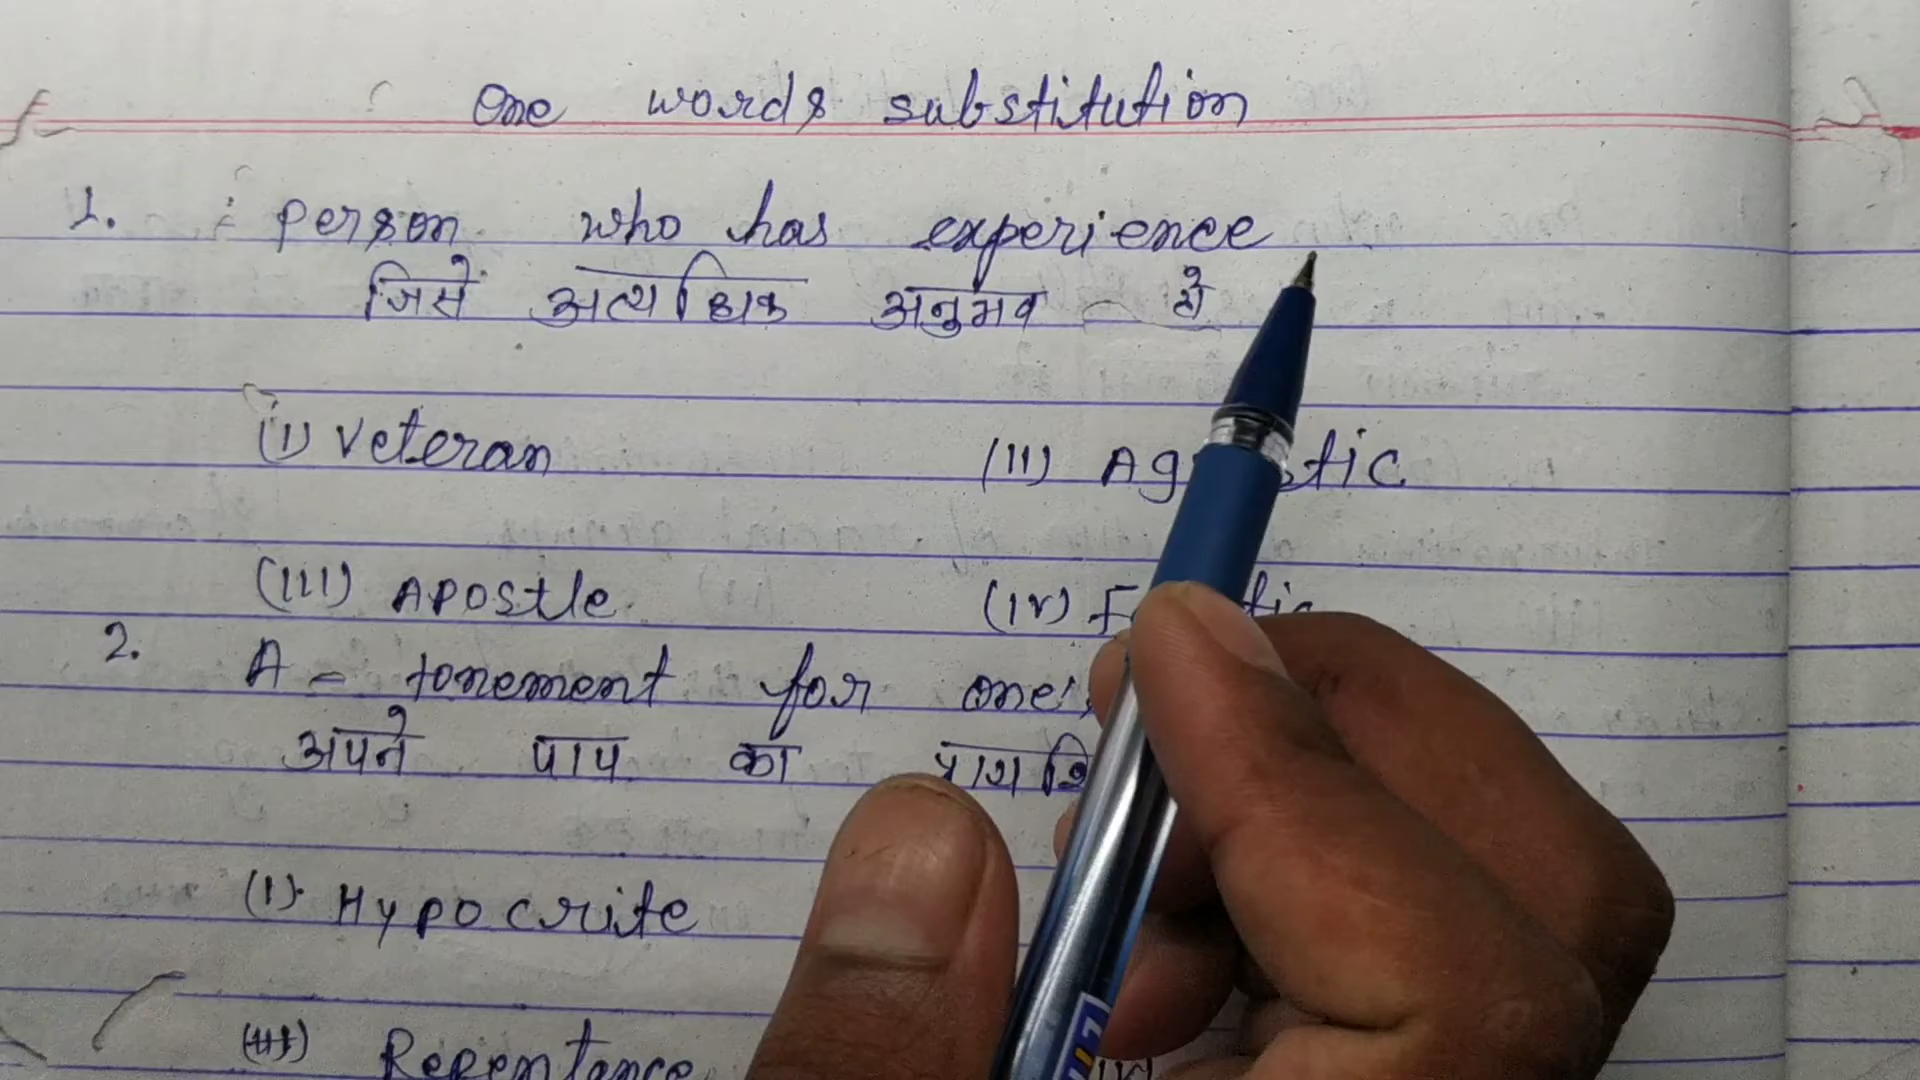 One words substitution
1. person who has experience
जिसे अत्यधिक अनुभव हो
(I) Veteran (II)
(III) Apostle (IV)
2. A - tonement for one's
अपने पाप का
(I) Hypocrite
(III) Repentance